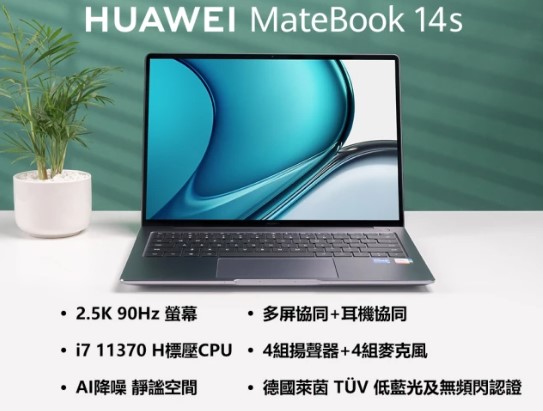 HUAWEI MateBook 14s
• 2.5K 90Hz 螢幕
• i7 11370 H標壓CPU
• AI降噪 靜謐空間
• 多屏協同+耳機協同
• 4組揚聲器+4組麥克風
• 德國萊茵 TÜV 低藍光及無頻閃認證